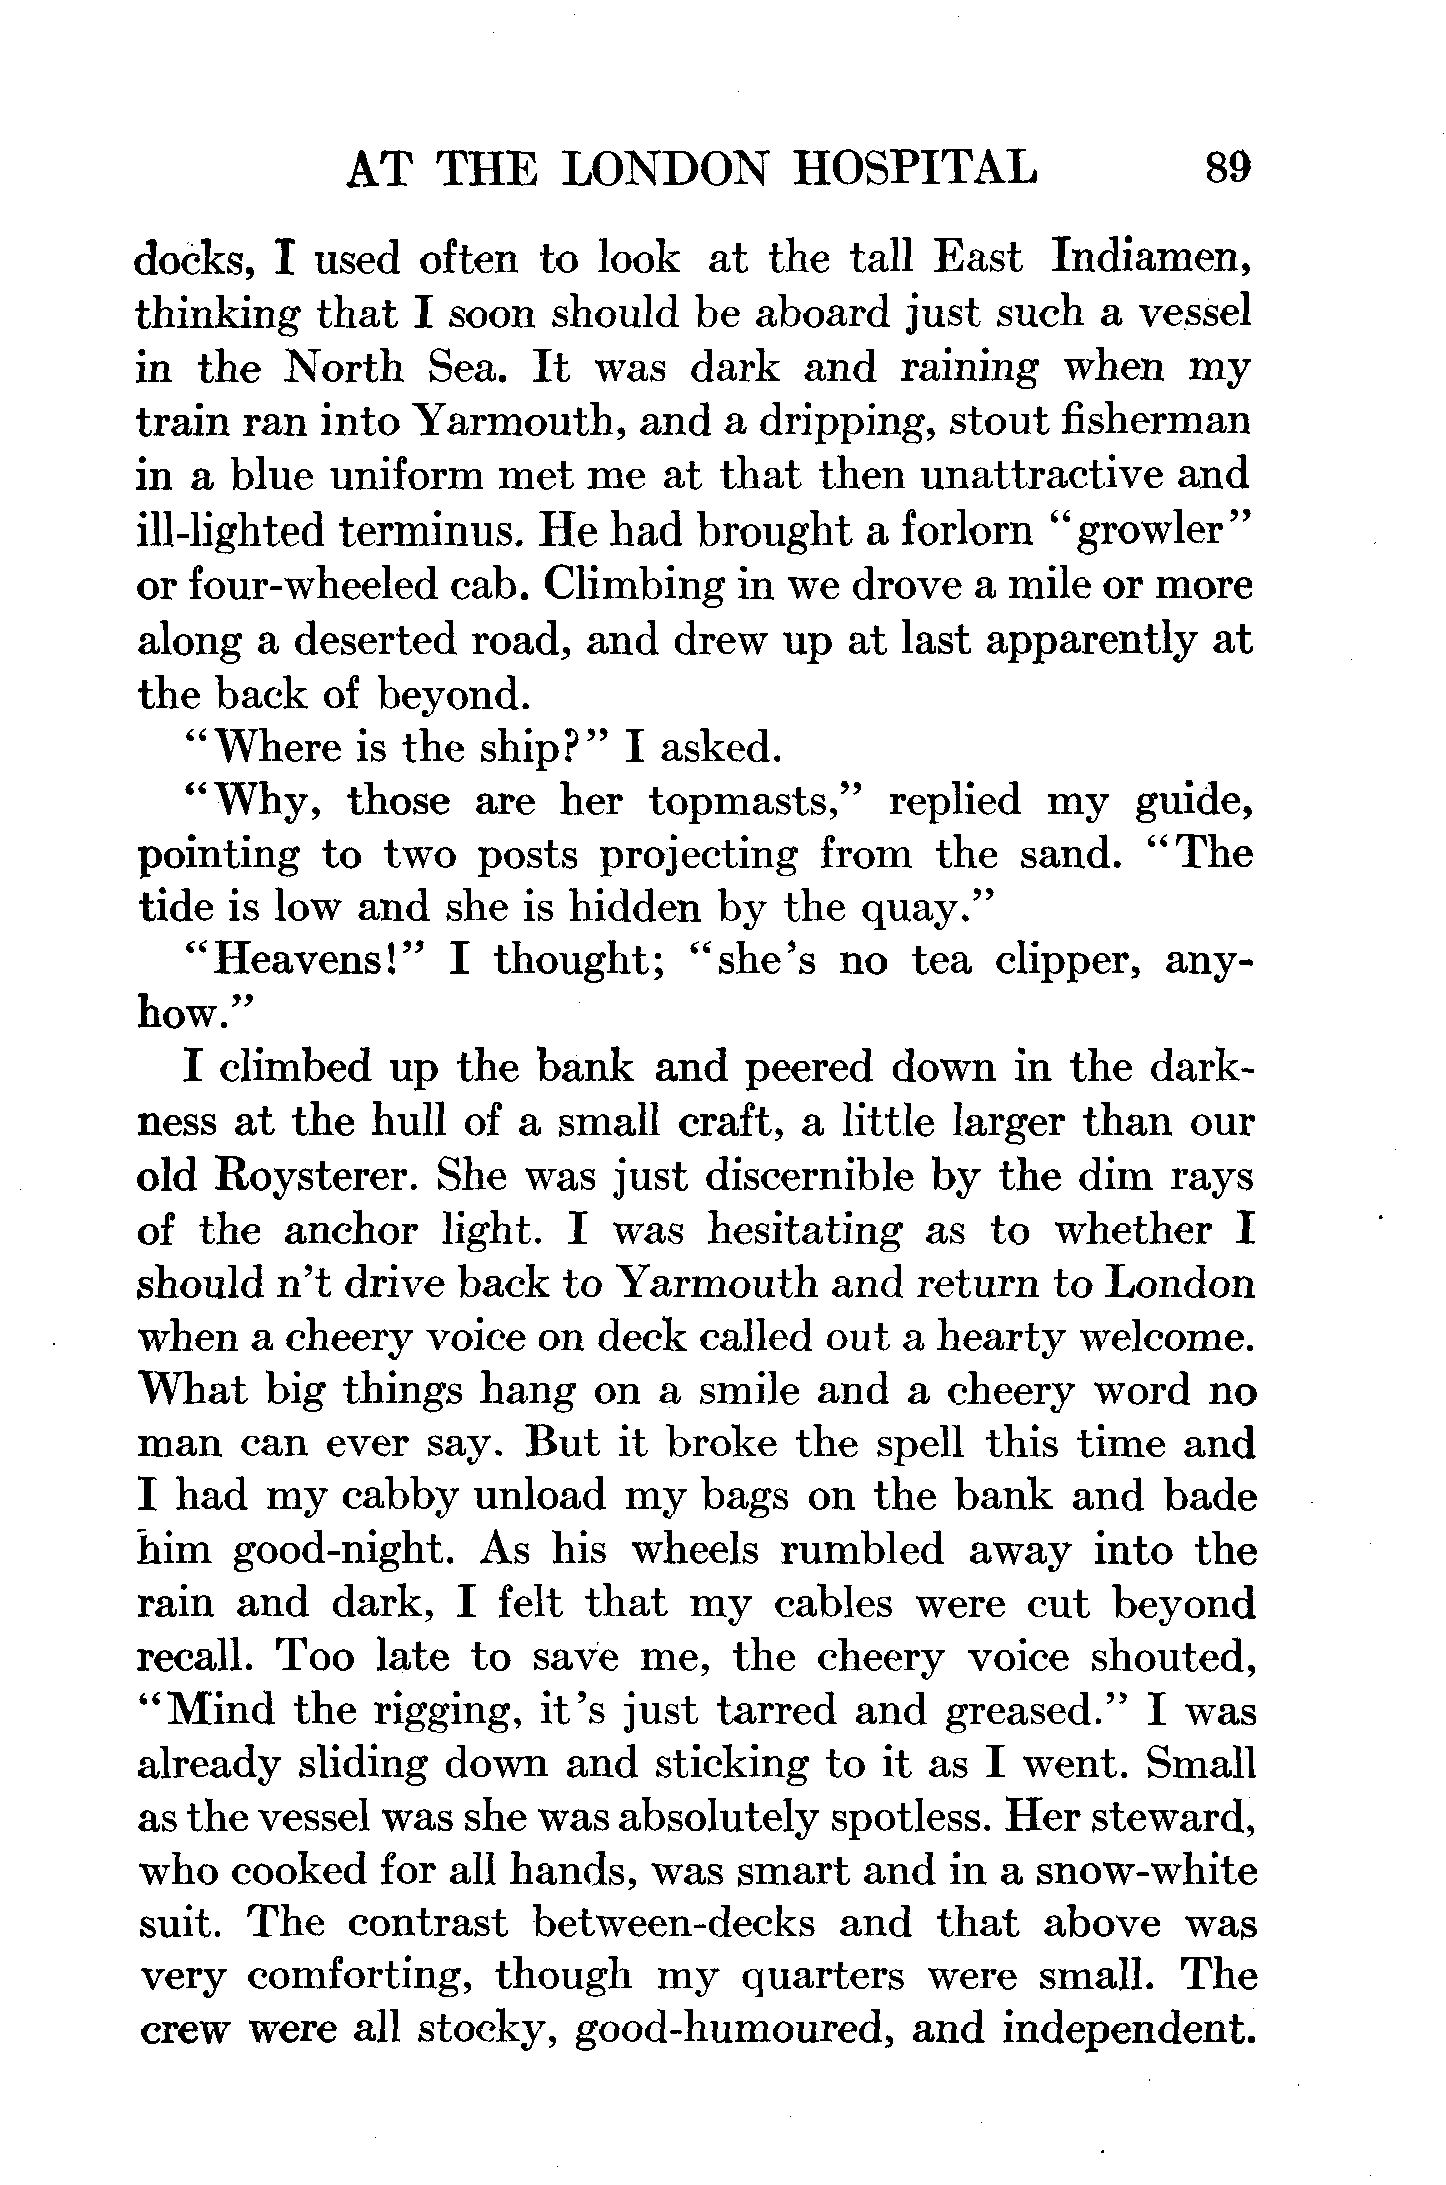 AT THE LONDON HOSPITAL 89
docks, I used often to look at the tall East Indiamen,
thinking that I soon should be aboard just such a vessel
in the North Sea. It was dark and raining when my
train ran into Yarmouth, and a dripping, stout fisherman
in a blue uniform met me at that then unattractive and
ill-lighted terminus. He had brought a forlorn "growler"
or four-wheeled cab. Climbing in we drove a mile or more
along a deserted road, and drew up at last apparently at
the back of beyond.
"Where is the ship?" I asked.
"Why, those are her topmasts," replied my guide,
pointing to two posts projecting from the sand. "The
tide is low and she is hidden by the quay."
"Heavens!" I thought; "she's no tea clipper, any-
how."
I climbed up the bank and peered down in the dark-
ness at the hull of a small craft, a little larger than our
old Roysterer. She was just discernible by the dim rays
of the anchor light. I was hesitating as to whether I
should n't drive back to Yarmouth and return to London
when a cheery voice on deck called out a hearty welcome.
What big things hang on a smile and a cheery word no
man can ever say. But it broke the spell this time and
I had my cabby unload my bags on the bank and bade
him good-night. As his wheels rumbled away into the
rain and dark, I felt that my cables were cut beyond
recall. Too late to save me, the cheery voice shouted,
"Mind the rigging, it's just tarred and greased." I was
already sliding down and sticking to it as I went. Small
as the vessel was she was absolutely spotless. Her steward,
who cooked for all hands, was smart and in a snow-white
suit. The contrast between-decks and that above was
very comforting, though my quarters were small. The
crew were all stocky, good-humoured, and independent.